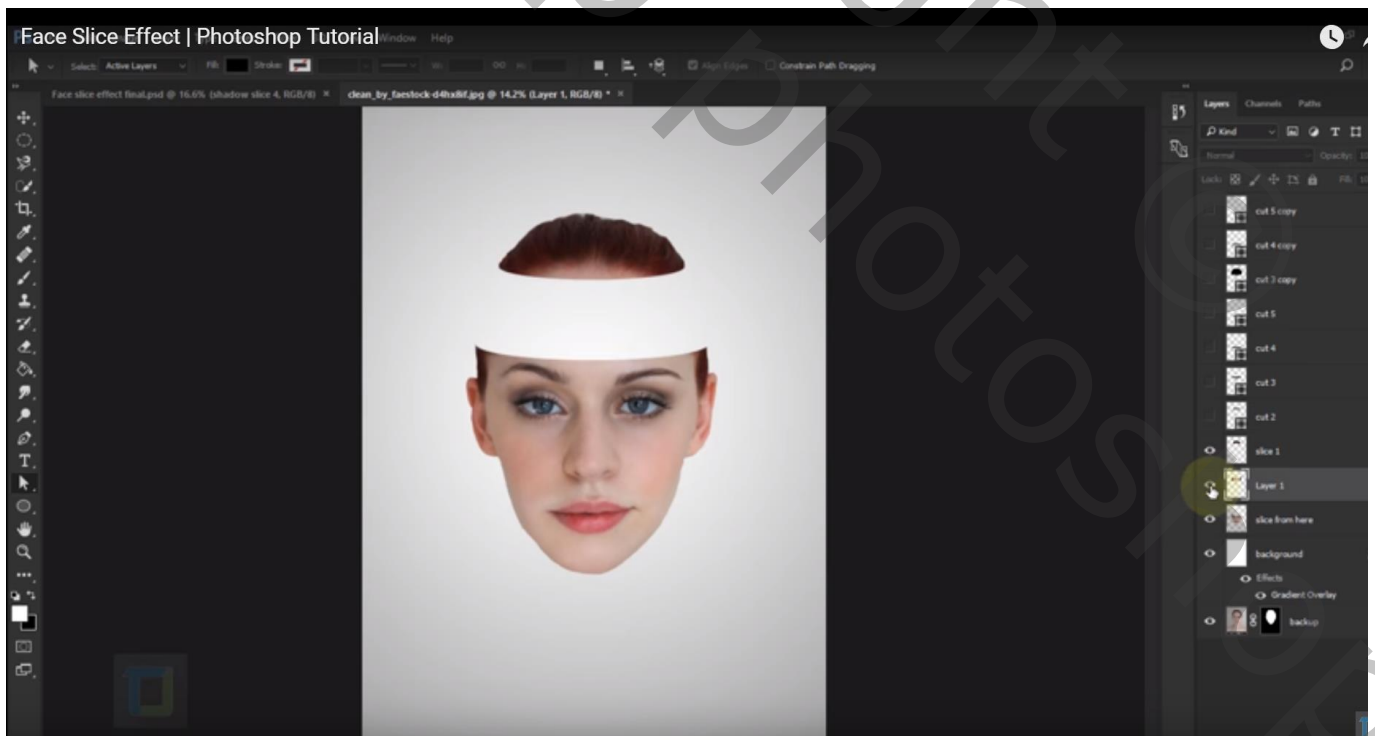 Face Slice Effect | Photoshop Tutorial
Window Help
Select: Active Layers Fill: Stroke: W: H: Align Edges Constrain Path Dragging
Face slice effect final.psd @ 16.6% (shadow slice 4, RGB/8) × clean_by_faestock-d4hx8if.jpg @ 14.2% (Layer 1, RGB/8) * ×
Layers Channels Paths
Kind
Normal Opacity:
Lock: Fill:
cut 5 copy
cut 4 copy
cut 3 copy
cut 5
cut 4
cut 3
cut 2
slice 1
Layer 1
slice from here
background
Effects
Gradient Overlay
backup